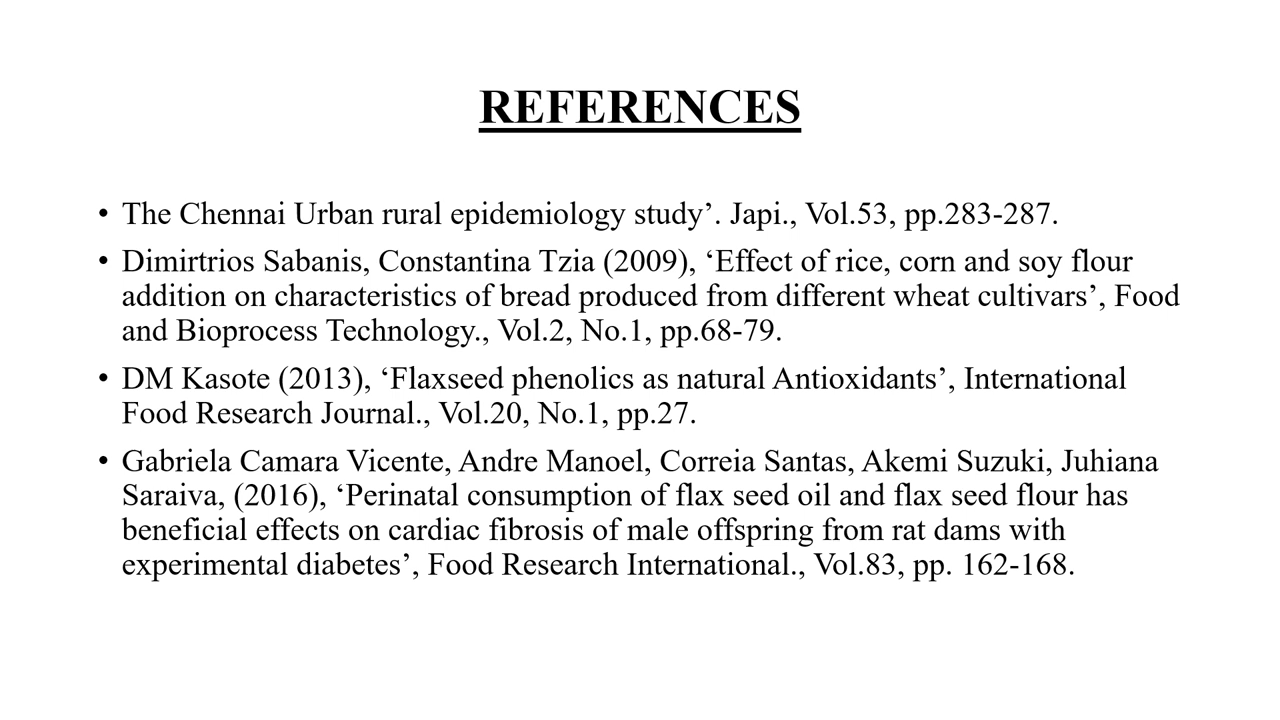 REFERENCES
• The Chennai Urban rural epidemiology study’. Japi., Vol.53, pp.283-287.
• Dimirtrios Sabanis, Constantina Tzia (2009), ‘Effect of rice, corn and soy flour
addition on characteristics of bread produced from different wheat cultivars’, Food
and Bioprocess Technology., Vol.2, No.1, pp.68-79.
• DM Kasote (2013), ‘Flaxseed phenolics as natural Antioxidants’, International
Food Research Journal., Vol.20, No.1, pp.27.
• Gabriela Camara Vicente, Andre Manoel, Correia Santas, Akemi Suzuki, Juhiana
Saraiva, (2016), ‘Perinatal consumption of flax seed oil and flax seed flour has
beneficial effects on cardiac fibrosis of male offspring from rat dams with
experimental diabetes’, Food Research International., Vol.83, pp. 162-168.